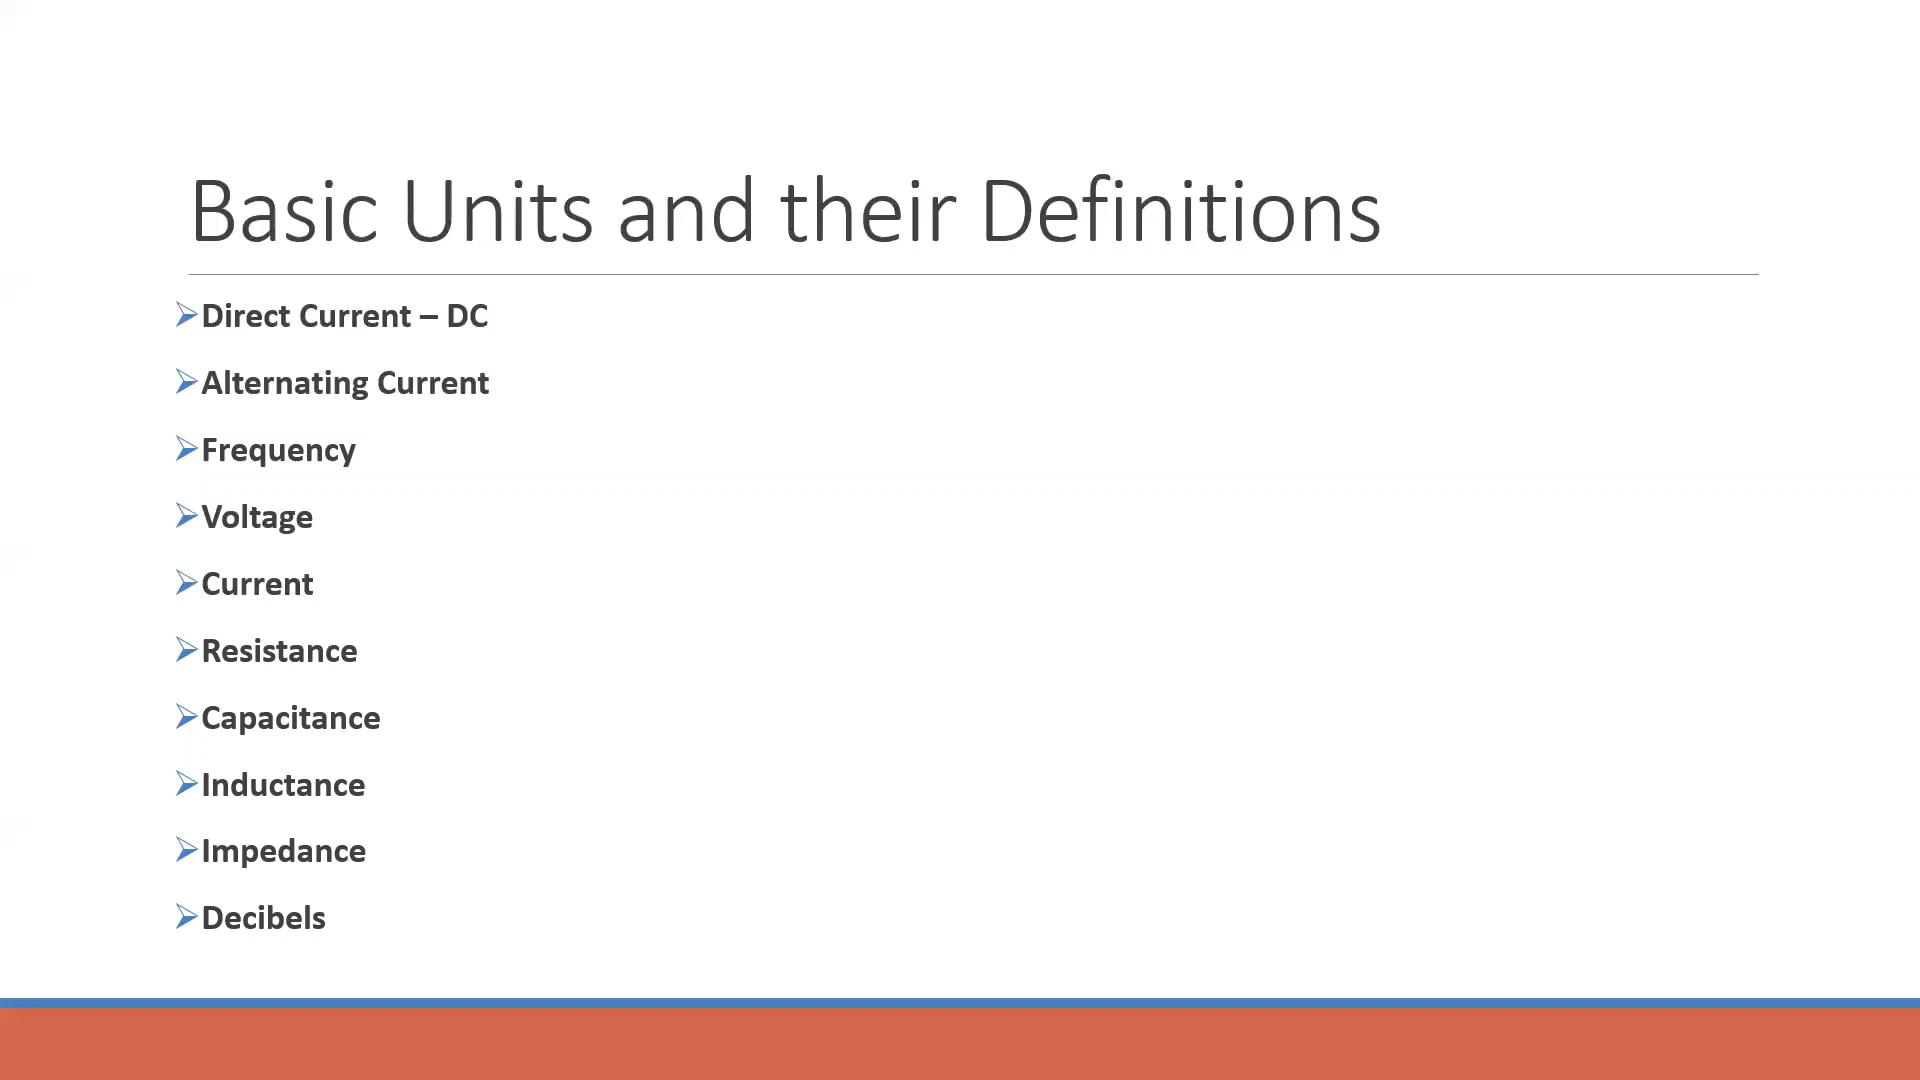 Basic Units and their Definitions
Direct Current – DC
Alternating Current
Frequency
Voltage
Current
Resistance
Capacitance
Inductance
Impedance
Decibels